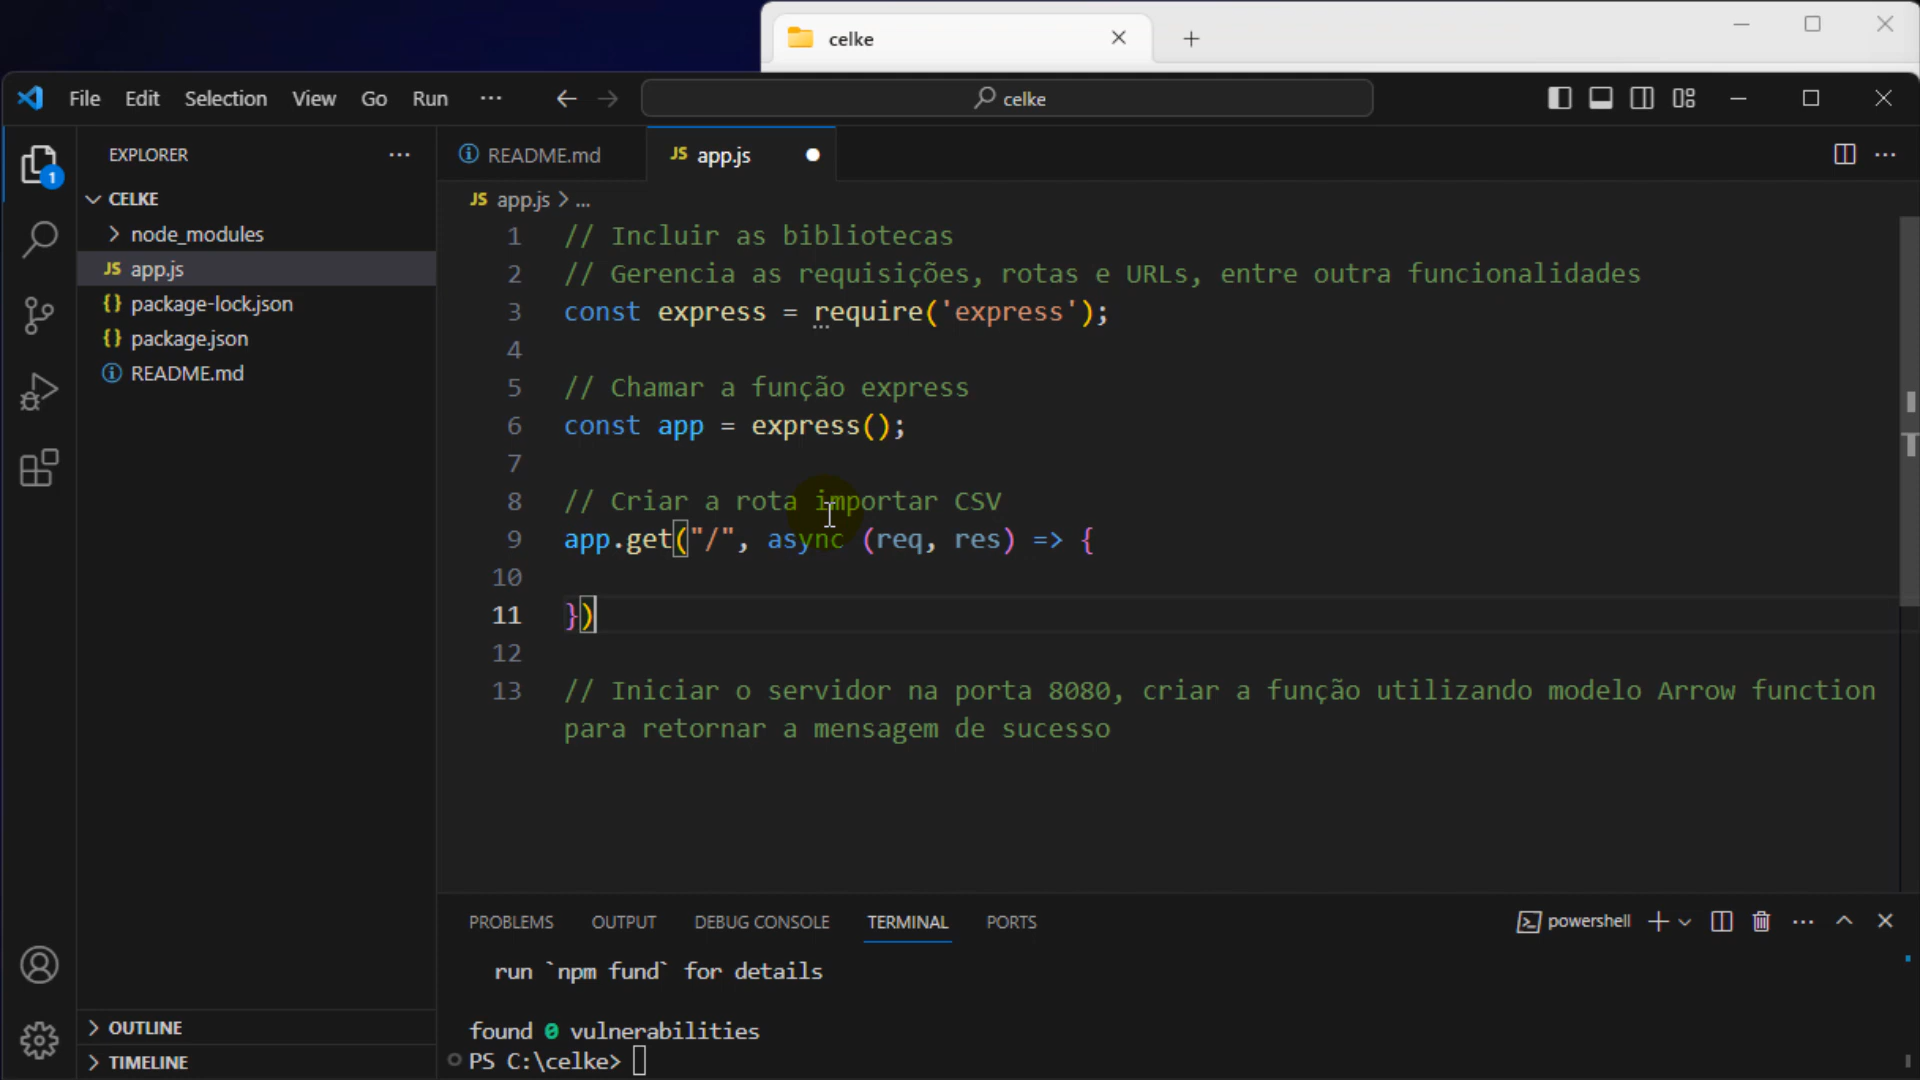 celke
File Edit Selection View Go Run ··· celke
EXPLORER ···
1
CELKE
node_modules
JS app.js
{} package-lock.json
{} package.json
README.md
OUTLINE
TIMELINE
README.md JS app.js
JS app.js > ...
1 // Incluir as bibliotecas
2 // Gerencia as requisições, rotas e URLs, entre outra funcionalidades
3 const express = require('express');
4
5 // Chamar a função express
6 const app = express();
7
8 // Criar a rota importar CSV
9 app.get("/", async (req, res) => {
10
11 })
12
13 // Iniciar o servidor na porta 8080, criar a função utilizando modelo Arrow function
para retornar a mensagem de sucesso
PROBLEMS OUTPUT DEBUG CONSOLE TERMINAL PORTS powershell
run `npm fund` for details
found 0 vulnerabilities
PS C:\celke>